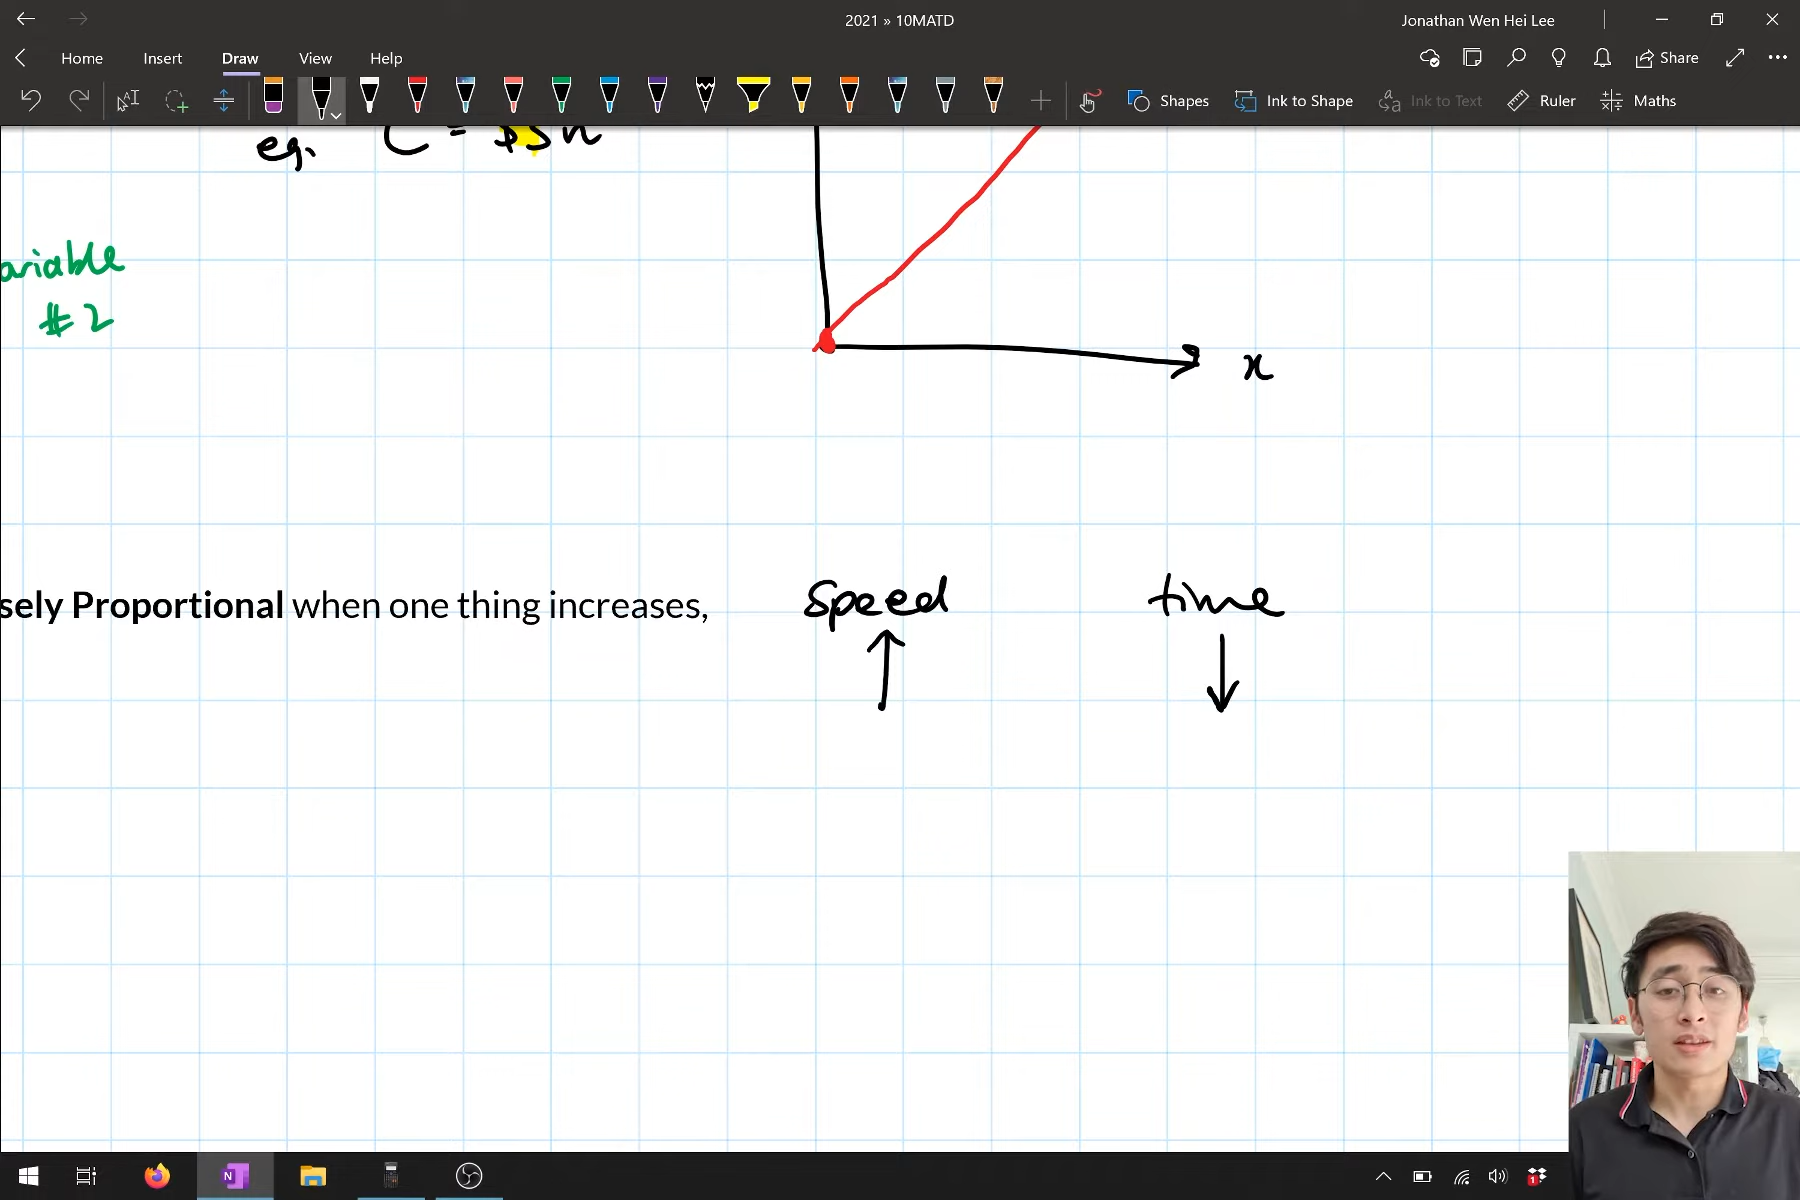 2021 » 10MATD
Jonathan Wen Hei Lee
Home Insert Draw View Help
Share
Shapes Ink to Shape Ink to Text Ruler Maths
eg. C = $5n
ariable
#2
x
sely Proportional when one thing increases,
speed time